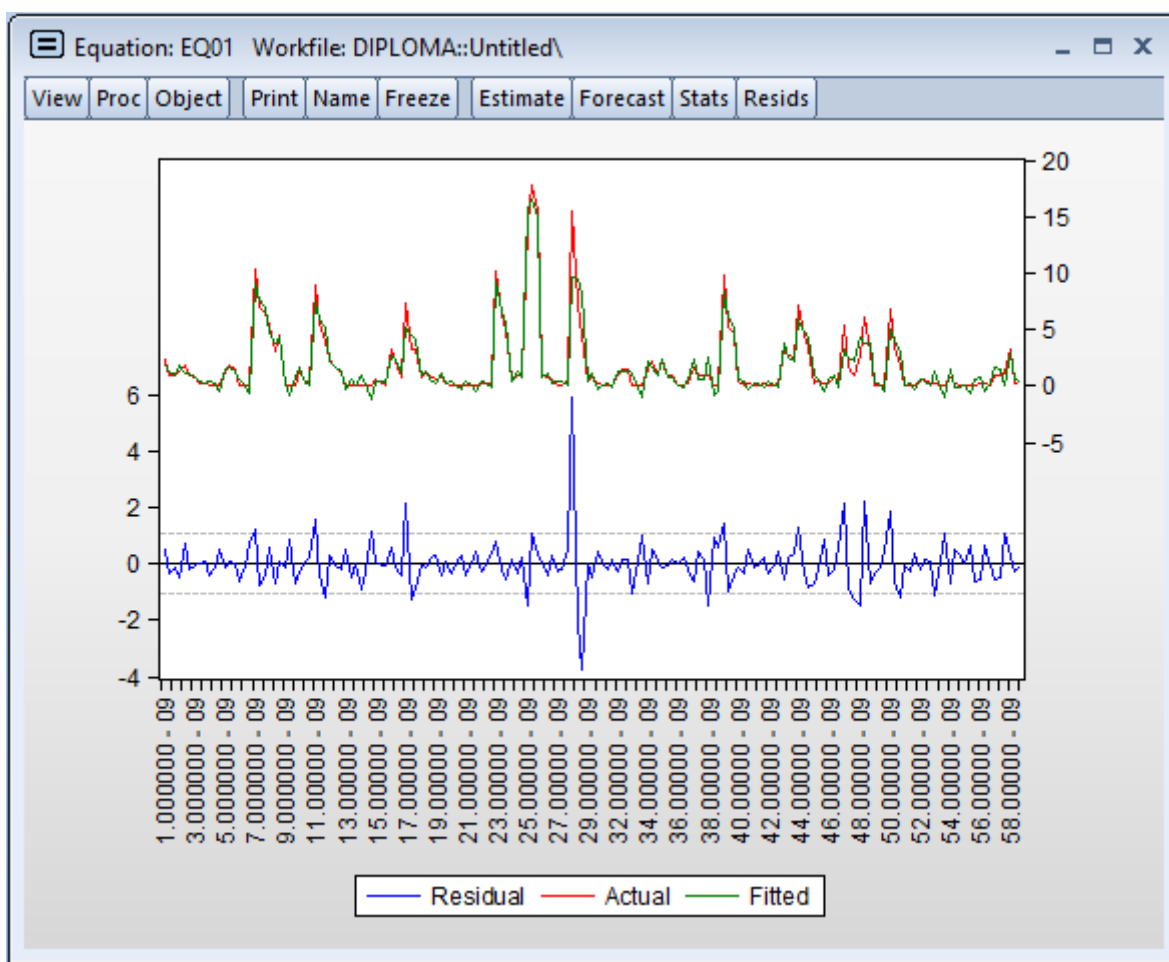 Equation: EQ01 Workfile: DIPLOMA::Untitled\
View Proc Object Print Name Freeze Estimate Forecast Stats Resids
20
15
10
5
0
-5
6
4
2
0
-2
-4
1.000000 - 09
3.000000 - 09
5.000000 - 09
7.000000 - 09
9.000000 - 09
11.00000 - 09
13.00000 - 09
15.00000 - 09
17.00000 - 09
19.00000 - 09
21.00000 - 09
23.00000 - 09
25.00000 - 09
27.00000 - 09
29.00000 - 09
32.00000 - 09
34.00000 - 09
36.00000 - 09
38.00000 - 09
40.00000 - 09
42.00000 - 09
44.00000 - 09
46.00000 - 09
48.00000 - 09
50.00000 - 09
52.00000 - 09
54.00000 - 09
56.00000 - 09
58.00000 - 09
Residual Actual Fitted